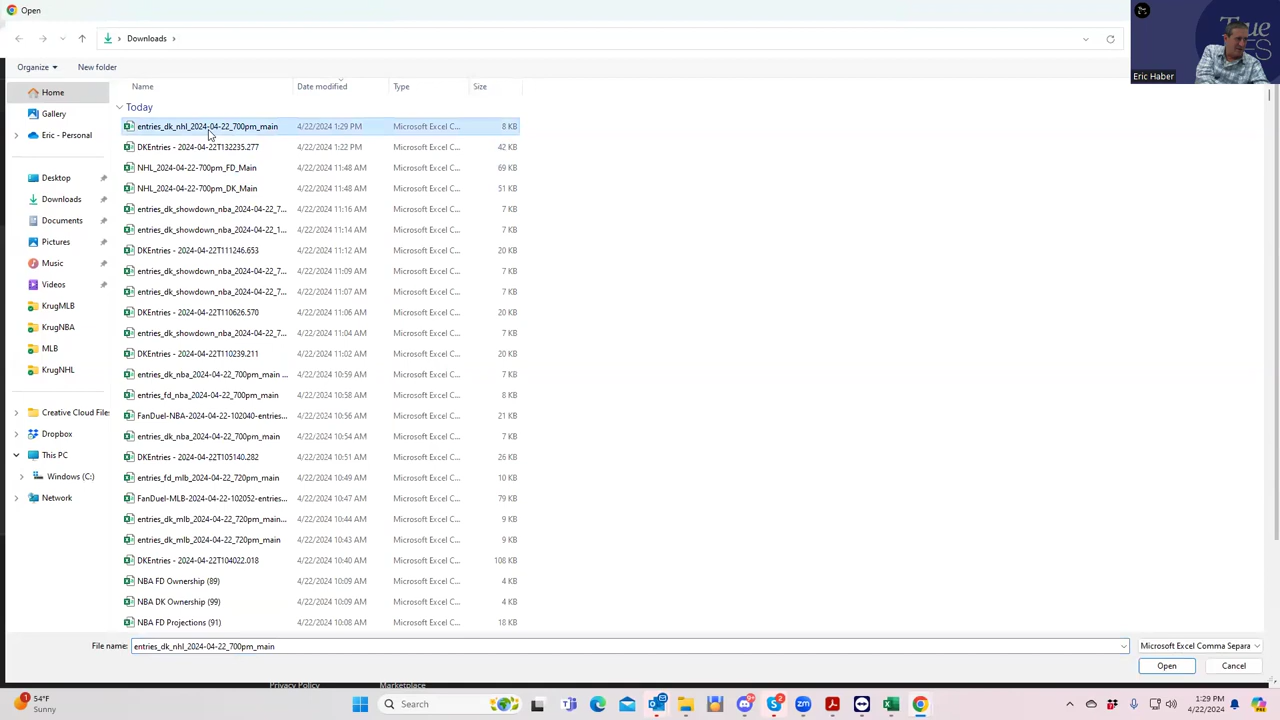 Open
Downloads
Organize
New folder
Eric Haber
Name
Date modified
Type
Size
Home
Gallery
Eric - Personal
Desktop
Downloads
Documents
Pictures
Music
Videos
KrugMLB
KrugNBA
MLB
KrugNHL
Creative Cloud Files
Dropbox
This PC
Windows (C:)
Network
Today
entries_dk_nhl_2024-04-22_700pm_main 4/22/2024 1:29 PM Microsoft Excel C... 8 KB
DKEntries - 2024-04-22T132235.277 4/22/2024 1:22 PM Microsoft Excel C... 42 KB
NHL_2024-04-22-700pm_FD_Main 4/22/2024 11:48 AM Microsoft Excel C... 69 KB
NHL_2024-04-22-700pm_DK_Main 4/22/2024 11:48 AM Microsoft Excel C... 51 KB
entries_dk_showdown_nba_2024-04-22_7... 4/22/2024 11:16 AM Microsoft Excel C... 7 KB
entries_dk_showdown_nba_2024-04-22_1... 4/22/2024 11:14 AM Microsoft Excel C... 7 KB
DKEntries - 2024-04-22T111246.653 4/22/2024 11:12 AM Microsoft Excel C... 20 KB
entries_dk_showdown_nba_2024-04-22_7... 4/22/2024 11:09 AM Microsoft Excel C... 7 KB
entries_dk_showdown_nba_2024-04-22_7... 4/22/2024 11:07 AM Microsoft Excel C... 7 KB
DKEntries - 2024-04-22T110626.570 4/22/2024 11:06 AM Microsoft Excel C... 20 KB
entries_dk_showdown_nba_2024-04-22_7... 4/22/2024 11:04 AM Microsoft Excel C... 7 KB
DKEntries - 2024-04-22T110239.211 4/22/2024 11:02 AM Microsoft Excel C... 20 KB
entries_dk_nba_2024-04-22_700pm_main ... 4/22/2024 10:59 AM Microsoft Excel C... 7 KB
entries_fd_nba_2024-04-22_700pm_main 4/22/2024 10:58 AM Microsoft Excel C... 8 KB
FanDuel-NBA-2024-04-22-102040-entries... 4/22/2024 10:56 AM Microsoft Excel C... 21 KB
entries_dk_nba_2024-04-22_700pm_main 4/22/2024 10:54 AM Microsoft Excel C... 7 KB
DKEntries - 2024-04-22T105140.282 4/22/2024 10:51 AM Microsoft Excel C... 26 KB
entries_fd_mlb_2024-04-22_720pm_main 4/22/2024 10:49 AM Microsoft Excel C... 10 KB
FanDuel-MLB-2024-04-22-102052-entries... 4/22/2024 10:47 AM Microsoft Excel C... 79 KB
entries_dk_mlb_2024-04-22_720pm_main... 4/22/2024 10:44 AM Microsoft Excel C... 9 KB
entries_dk_mlb_2024-04-22_720pm_main 4/22/2024 10:43 AM Microsoft Excel C... 9 KB
DKEntries - 2024-04-22T104022.018 4/22/2024 10:40 AM Microsoft Excel C... 108 KB
NBA FD Ownership (89) 4/22/2024 10:09 AM Microsoft Excel C... 4 KB
NBA DK Ownership (99) 4/22/2024 10:09 AM Microsoft Excel C... 4 KB
NBA FD Projections (91) 4/22/2024 10:08 AM Microsoft Excel C... 18 KB
File name: entries_dk_nhl_2024-04-22_700pm_main Microsoft Excel Comma Separa
Open
Cancel
Privacy Policy
Marketplace
54°F
Sunny
Search
1:29 PM
4/22/2024